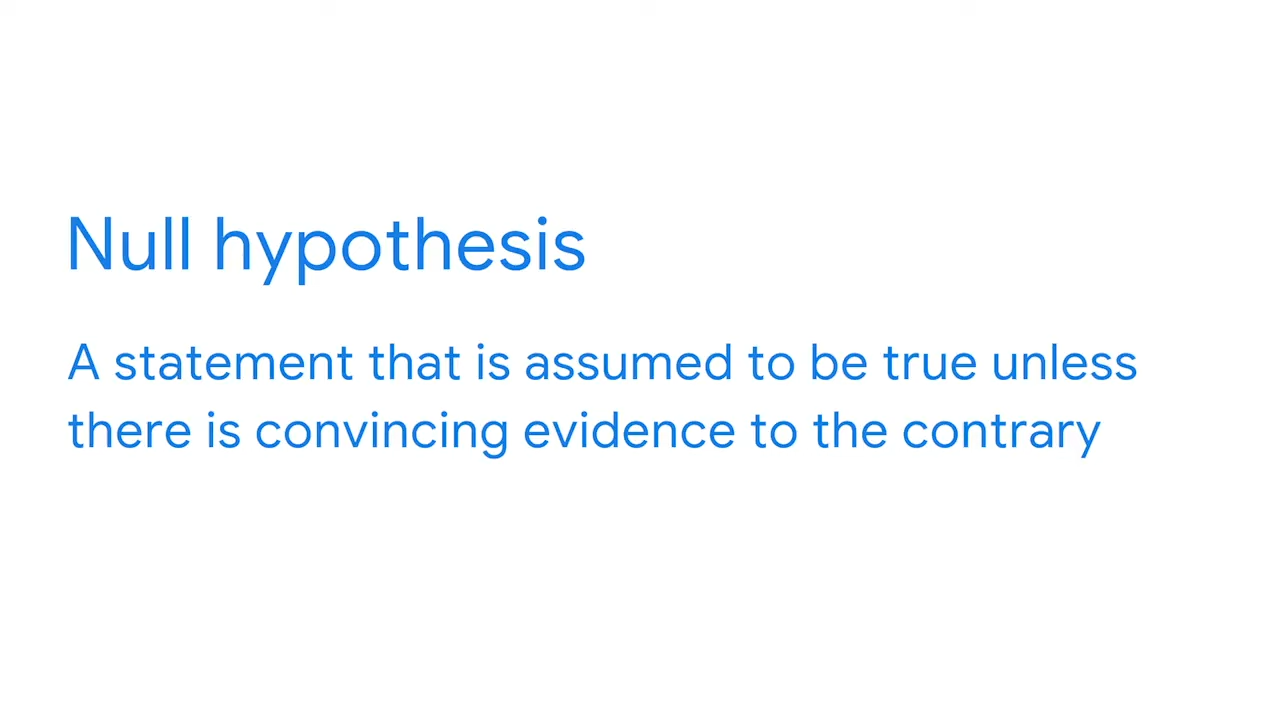 Null hypothesis
A statement that is assumed to be true unless
there is convincing evidence to the contrary